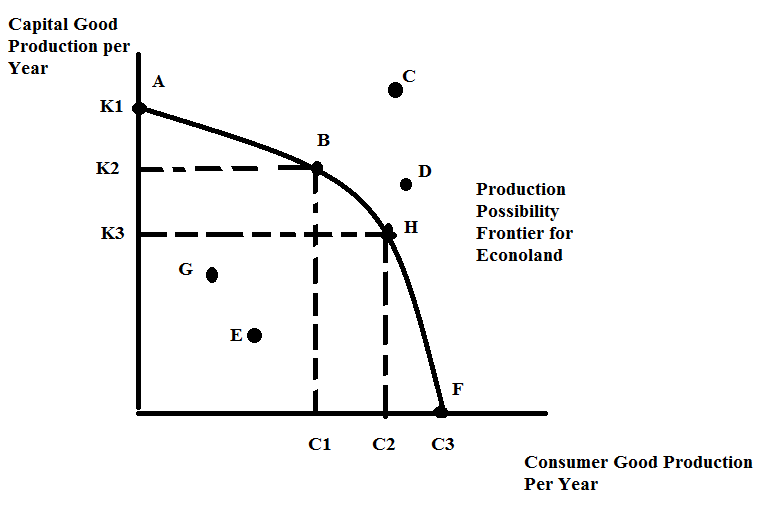 Capital Good
Production per
Year
A
C
K1
B
K2
D
Production
Possibility
Frontier for
Econoland
H
K3
G
E
F
C1
C2
C3
Consumer Good Production
Per Year